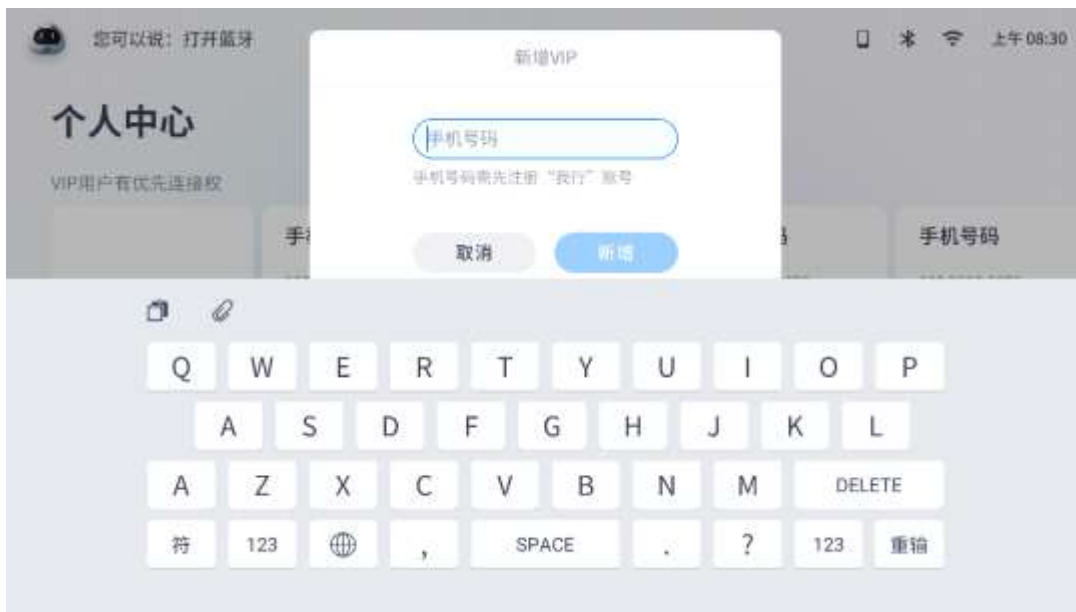 您可以说：打开蓝牙
上午 08:30
新增VIP
个人中心
手机号码
手机号码需先注册“我行”账号
VIP用户有优先连接权
手机号码
取消
新增
Q W E R T Y U I O P
A S D F G H J K L
A Z X C V B N M DELETE
符 123 , SPACE . ? 123 重输